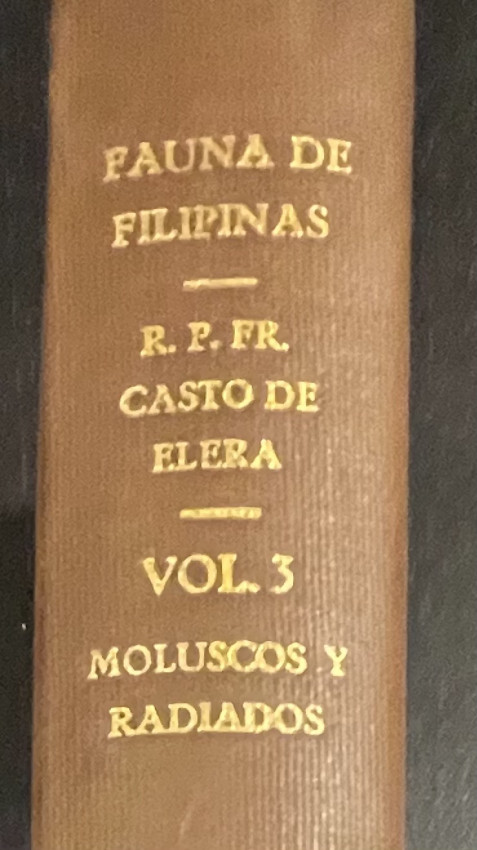 FAUNA DE
FILIPINAS
R. P. FR.
CASTO DE
ELERA
VOL. 3
MOLUSCOS Y
RADIADOS